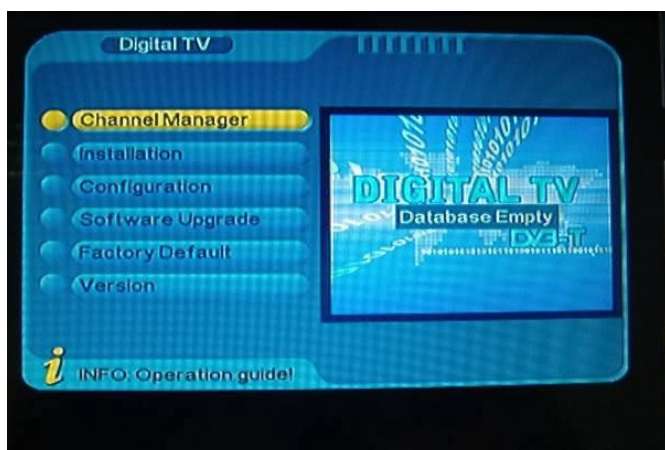 Digital TV
Channel Manager
Installation
Configuration
Software Upgrade
Factory Default
Version
DIGITAL TV
Database Empty
DVB-T
INFO: Operation guide!